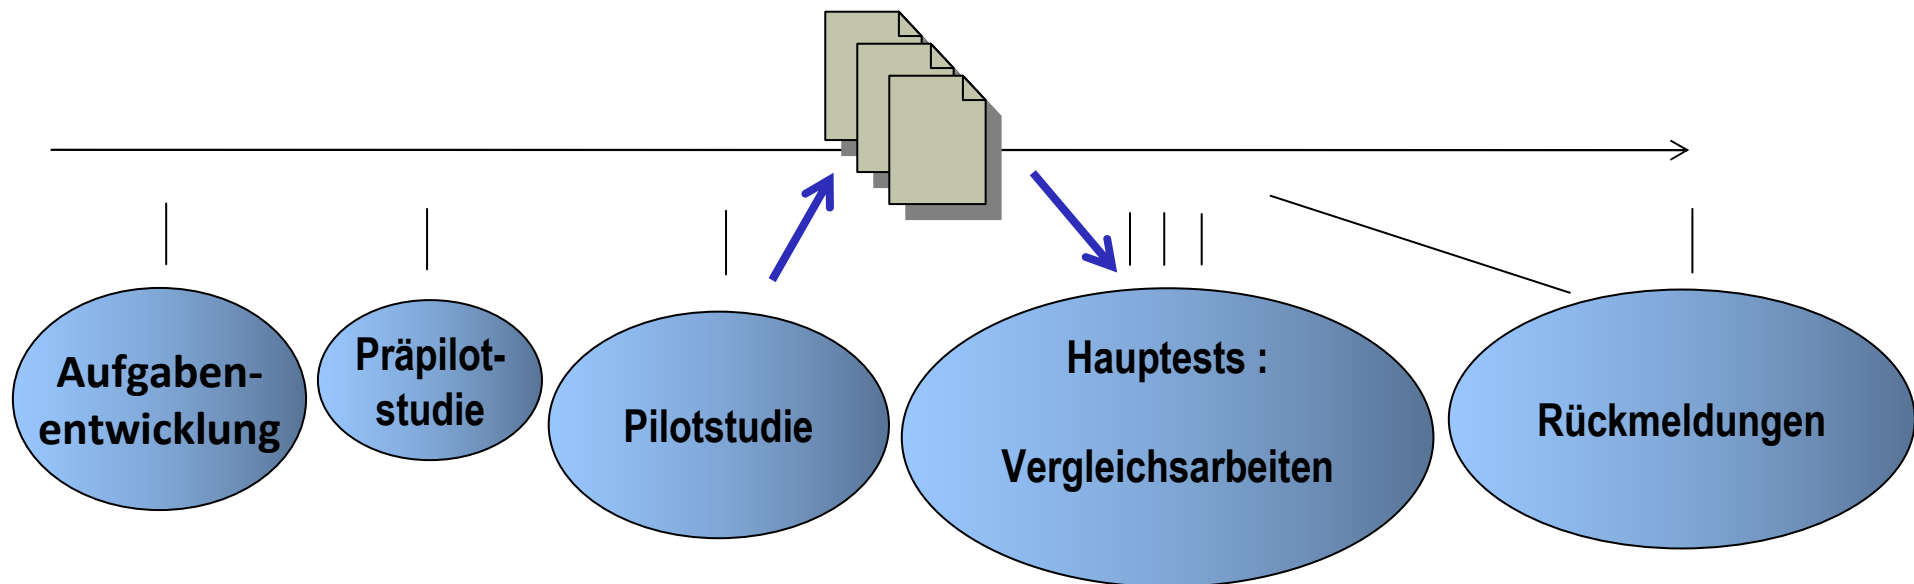 Aufgaben-
entwicklung
Präpilot-
studie
Pilotstudie
Hauptests :
Vergleichsarbeiten
Rückmeldungen